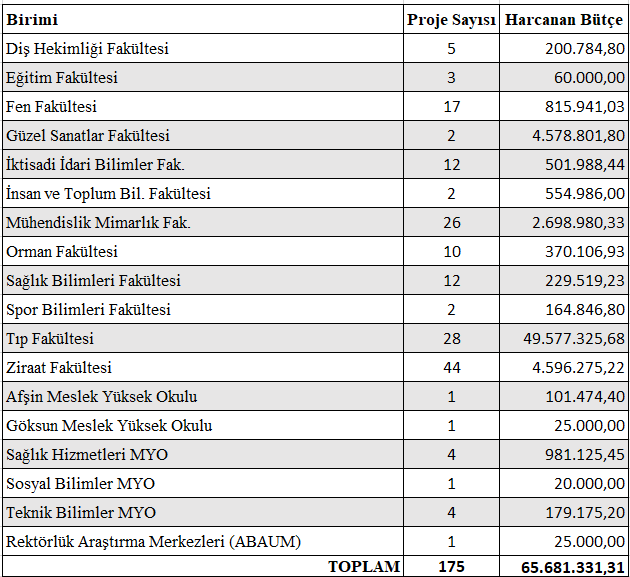 Birimi Proje Sayısı Harcanan Bütçe
Diş Hekimliği Fakültesi 5 200.784,80
Eğitim Fakültesi 3 60.000,00
Fen Fakültesi 17 815.941,03
Güzel Sanatlar Fakültesi 2 4.578.801,80
İktisadi İdari Bilimler Fak. 12 501.988,44
İnsan ve Toplum Bil. Fakültesi 2 554.986,00
Mühendislik Mimarlık Fak. 26 2.698.980,33
Orman Fakültesi 10 370.106,93
Sağlık Bilimleri Fakültesi 12 229.519,23
Spor Bilimleri Fakültesi 2 164.846,80
Tıp Fakültesi 28 49.577.325,68
Ziraat Fakültesi 44 4.596.275,22
Afşin Meslek Yüksek Okulu 1 101.474,40
Göksun Meslek Yüksek Okulu 1 25.000,00
Sağlık Hizmetleri MYO 4 981.125,45
Sosyal Bilimler MYO 1 20.000,00
Teknik Bilimler MYO 4 179.175,20
Rektörlük Araştırma Merkezleri (ABAUM) 1 25.000,00
TOPLAM 175 65.681.331,31